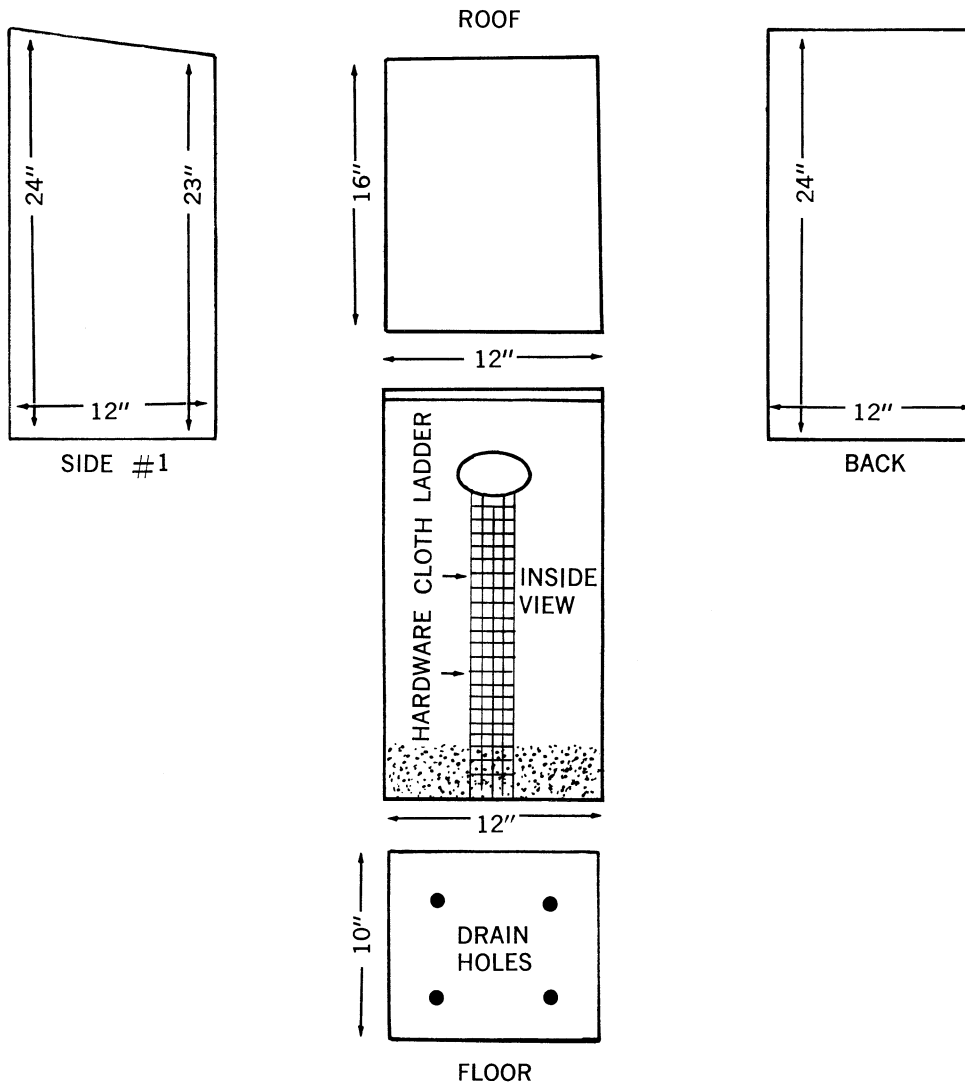 ROOF
24"
23"
12"
SIDE #1
16"
12"
24"
12"
BACK
HARDWARE CLOTH LADDER
INSIDE
VIEW
12"
10"
DRAIN
HOLES
FLOOR